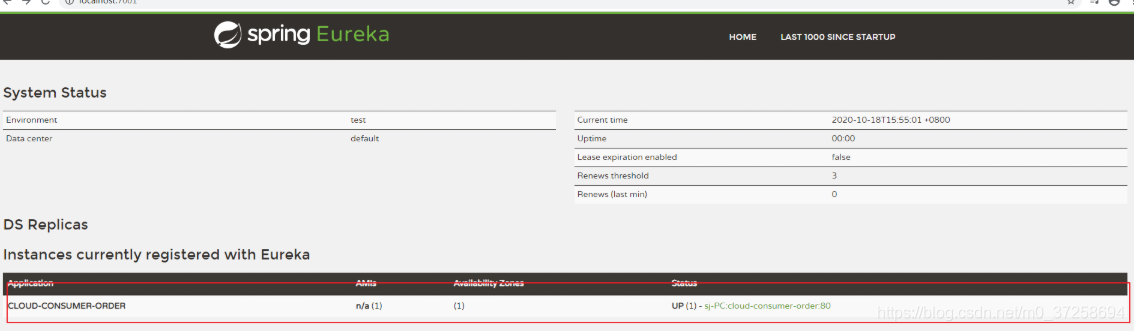 localhost:7001
spring Eureka
HOME LAST 1000 SINCE STARTUP
System Status
Environment test
Data center default
Current time 2020-10-18T15:55:01 +0800
Uptime 00:00
Lease expiration enabled false
Renews threshold 3
Renews (last min) 0
DS Replicas
Instances currently registered with Eureka
Application AMIs Availability Zones Status
CLOUD-CONSUMER-ORDER n/a (1) (1) UP (1) - sj-PC:cloud-consumer-order:80
https://blog.csdn.net/m0_37258694